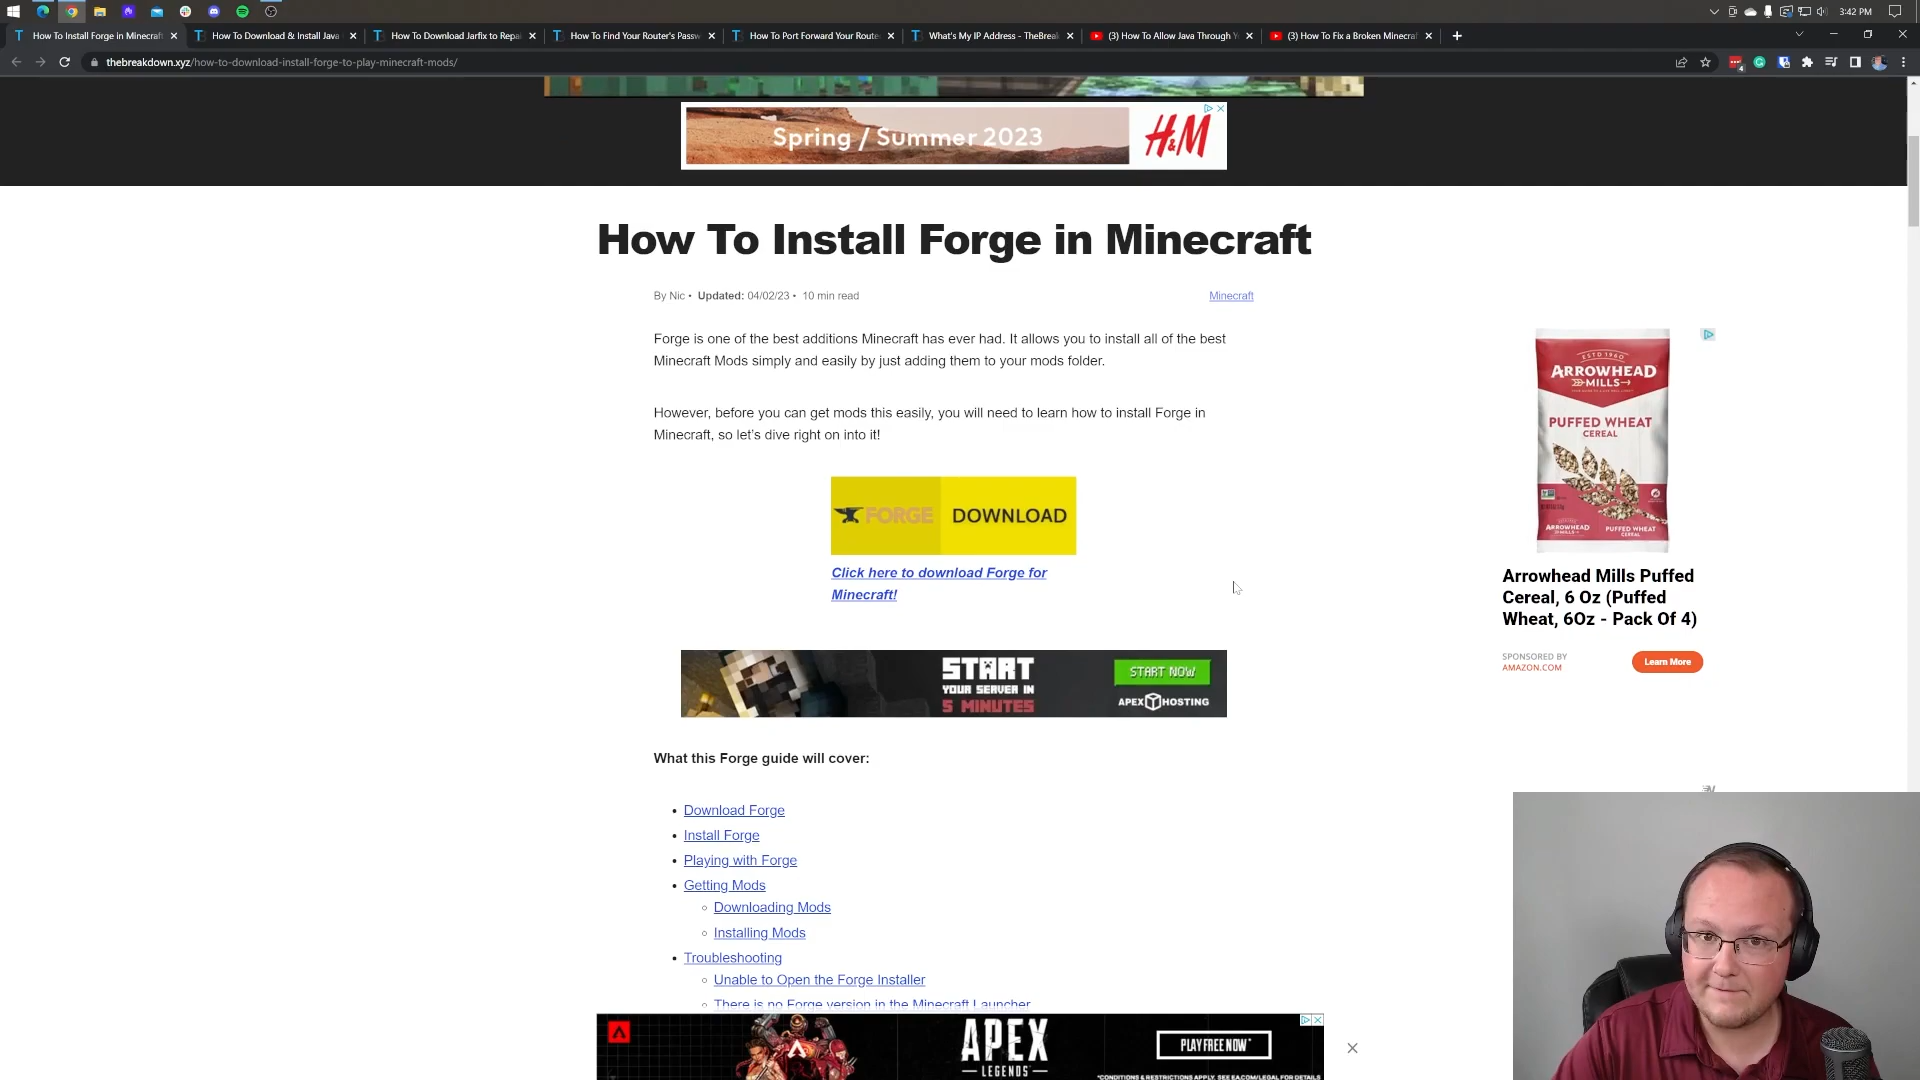 3:42 PM
How To Install Forge in Minecraft
How To Download & Install Java
How To Download Jarfix to Repai
How To Find Your Router's Passw
How To Port Forward Your Route
What's My IP Address - TheBreak
(3) How To Allow Java Through Y
(3) How To Fix a Broken Minecraf
thebreakdown.xyz/how-to-download-install-forge-to-play-minecraft-mods/
Spring / Summer 2023
H&M
How To Install Forge in Minecraft
By Nic • Updated: 04/02/23 • 10 min read
Minecraft
Forge is one of the best additions Minecraft has ever had. It allows you to install all of the best
Minecraft Mods simply and easily by just adding them to your mods folder.
However, before you can get mods this easily, you will need to learn how to install Forge in
Minecraft, so let's dive right on into it!
FORGE DOWNLOAD
Click here to download Forge for
Minecraft!
START
YOUR SERVER IN
5 MINUTES
START NOW
APEX HOSTING
What this Forge guide will cover:
• Download Forge
• Install Forge
• Playing with Forge
• Getting Mods
Downloading Mods
Installing Mods
• Troubleshooting
Unable to Open the Forge Installer
There is no Forge version in the Minecraft Launcher
ESTD 1960
ARROWHEAD
MILLS
PUFFED WHEAT
CEREAL
ARROWHEAD
MILLS
PUFFED WHEAT
CEREAL
Arrowhead Mills Puffed
Cereal, 6 Oz (Puffed
Wheat, 6Oz - Pack Of 4)
SPONSORED BY
AMAZON.COM
Learn More
APEX
LEGENDS
PLAY FREE NOW*
*CONDITIONS & RESTRICTIONS APPLY. SEE EA.COM/LEGAL FOR DETAILS